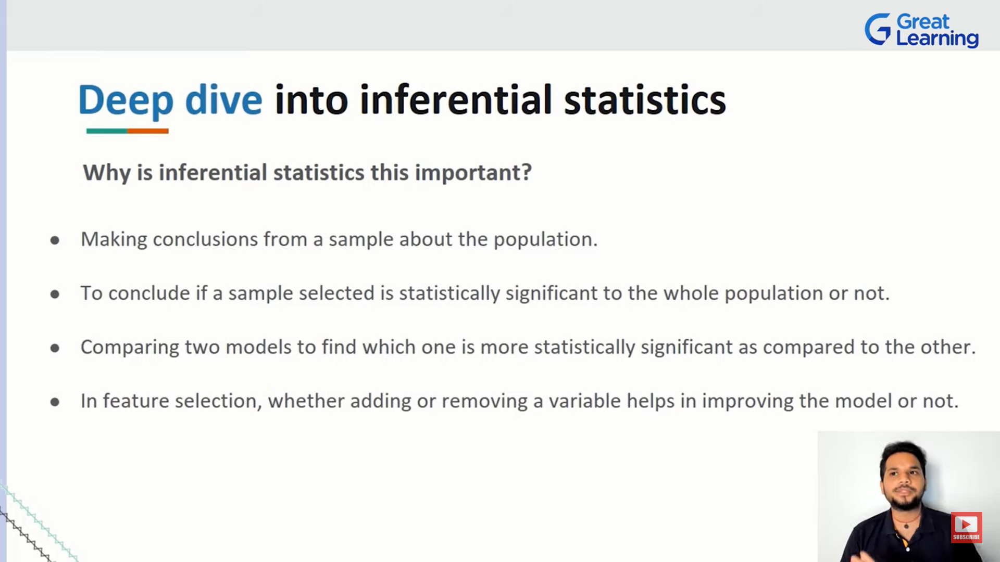 Great
Learning
Deep dive into inferential statistics
Why is inferential statistics this important?
● Making conclusions from a sample about the population.
● To conclude if a sample selected is statistically significant to the whole population or not.
● Comparing two models to find which one is more statistically significant as compared to the other.
● In feature selection, whether adding or removing a variable helps in improving the model or not.
SUBSCRIBE